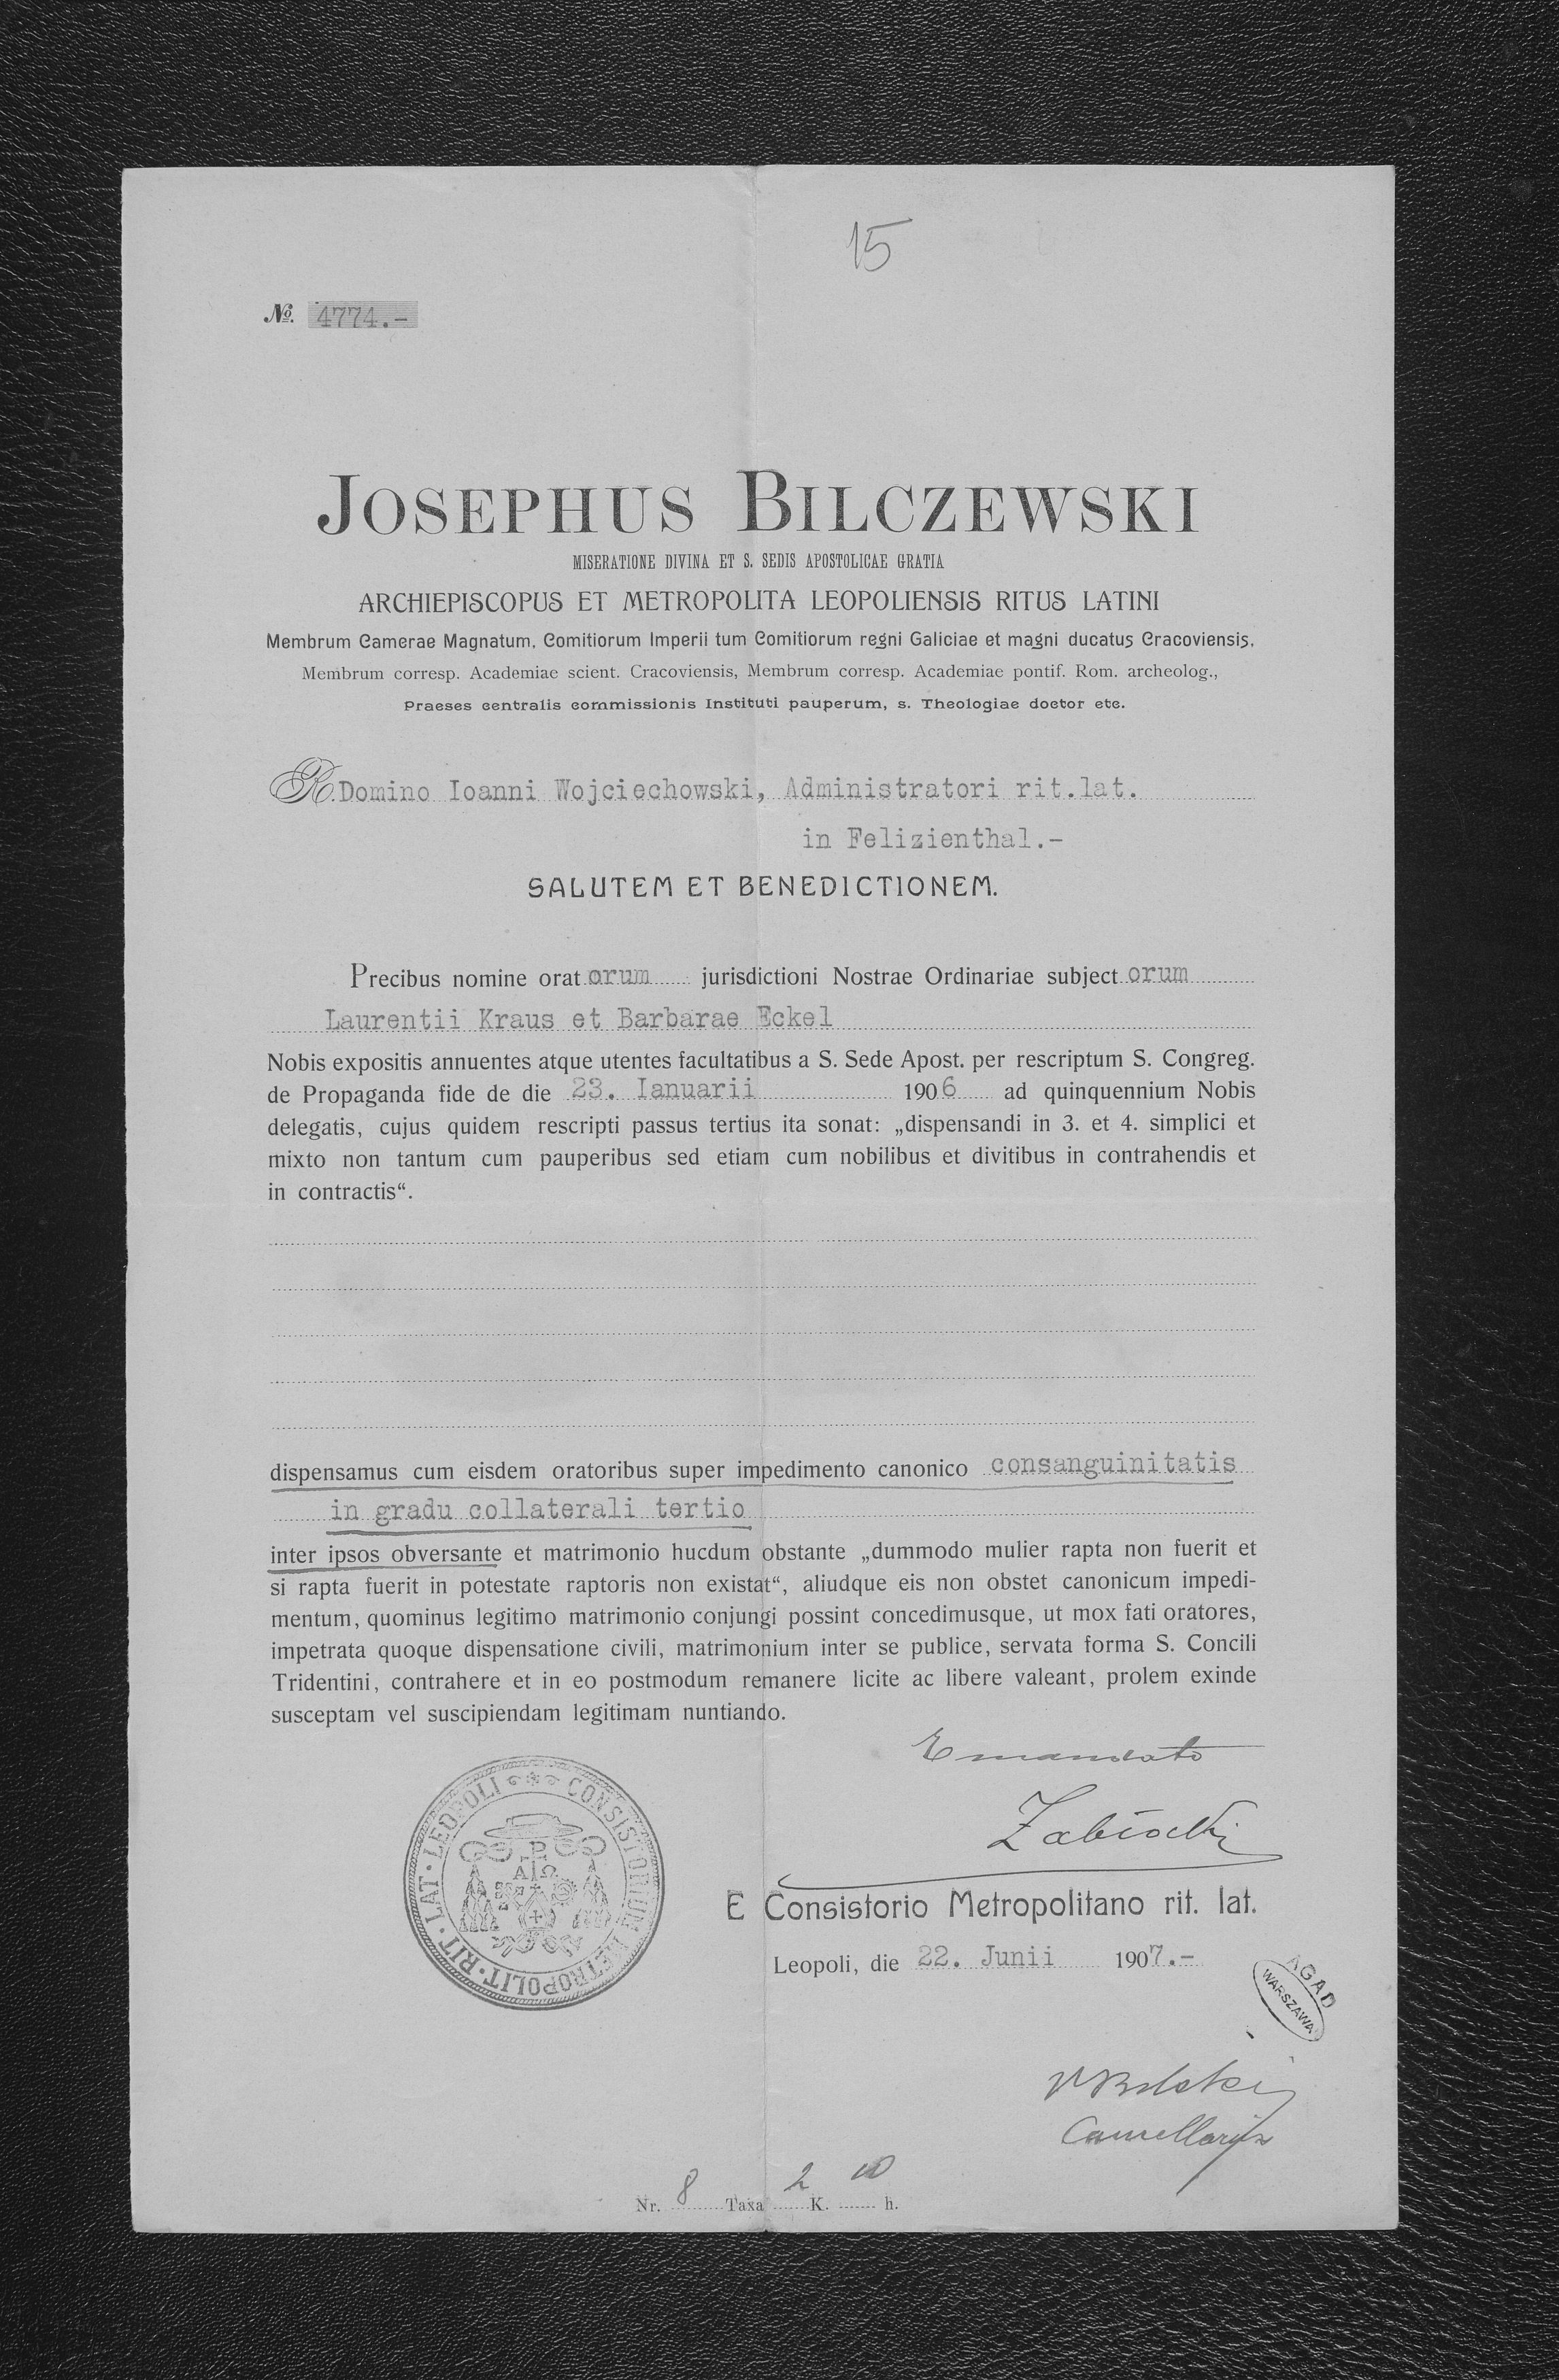 15
No. 4774.-
JOSEPHUS BILCZEWSKI
MISERATIONE DIVINA ET S. SEDIS APOSTOLICAE GRATIA
ARCHIEPISCOPUS ET METROPOLITA LEOPOLIENSIS RITUS LATINI
Membrum Camerae Magnatum, Comitiorum Imperii tum Comitiorum regni Galiciae et magni ducatus Cracoviensis,
Membrum corresp. Academiae scient. Cracoviensis, Membrum corresp. Academiae pontif. Rom. archeolog.,
Praeses centralis commissionis Instituti pauperum, s. Theologiae doctor etc.
R. Domino Ioanni Wojciechowski, Administratori rit.lat.
in Felizienthal.-
SALUTEM ET BENEDICTIONEM.
Precibus nomine oratorum jurisdictioni Nostrae Ordinariae subjectorum
Laurentii Kraus et Barbarae Eckel
Nobis expositis annuentes atque utentes facultatibus a S. Sede Apost. per rescriptum S. Congreg.
de Propaganda fide de die 23. Ianuarii 1906 ad quinquennium Nobis
delegatis, cujus quidem rescripti passus tertius ita sonat: „dispensandi in 3. et 4. simplici et
mixto non tantum cum pauperibus sed etiam cum nobilibus et divitibus in contrahendis et
in contractis“.
dispensamus cum eisdem oratoribus super impedimento canonico consanguinitatis
in gradu collaterali tertio
inter ipsos obversante et matrimonio hucdum obstante „dummodo mulier rapta non fuerit et
si rapta fuerit in potestate raptoris non existat“, aliudque eis non obstet canonicum impedi-
mentum, quominus legitimo matrimonio conjungi possint concedimusque, ut mox fati oratores,
impetrata quoque dispensatione civili, matrimonium inter se publice, servata forma S. Concili
Tridentini, contrahere et in eo postmodum remanere licite ac libere valeant, prolem exinde
susceptam vel suscipiendam legitimam nuntiando.
E mandato
Zabłocki
CONSISTORIUM METROPOLIT. RIT. LAT. LEOPOLI
A Ω
E Consistorio Metropolitano rit. lat.
Leopoli, die 22. Junii 1907.-
AGAD
WARSZAWA
Cancellarius
Nr. 8 Taxa 2 K. 10 h.